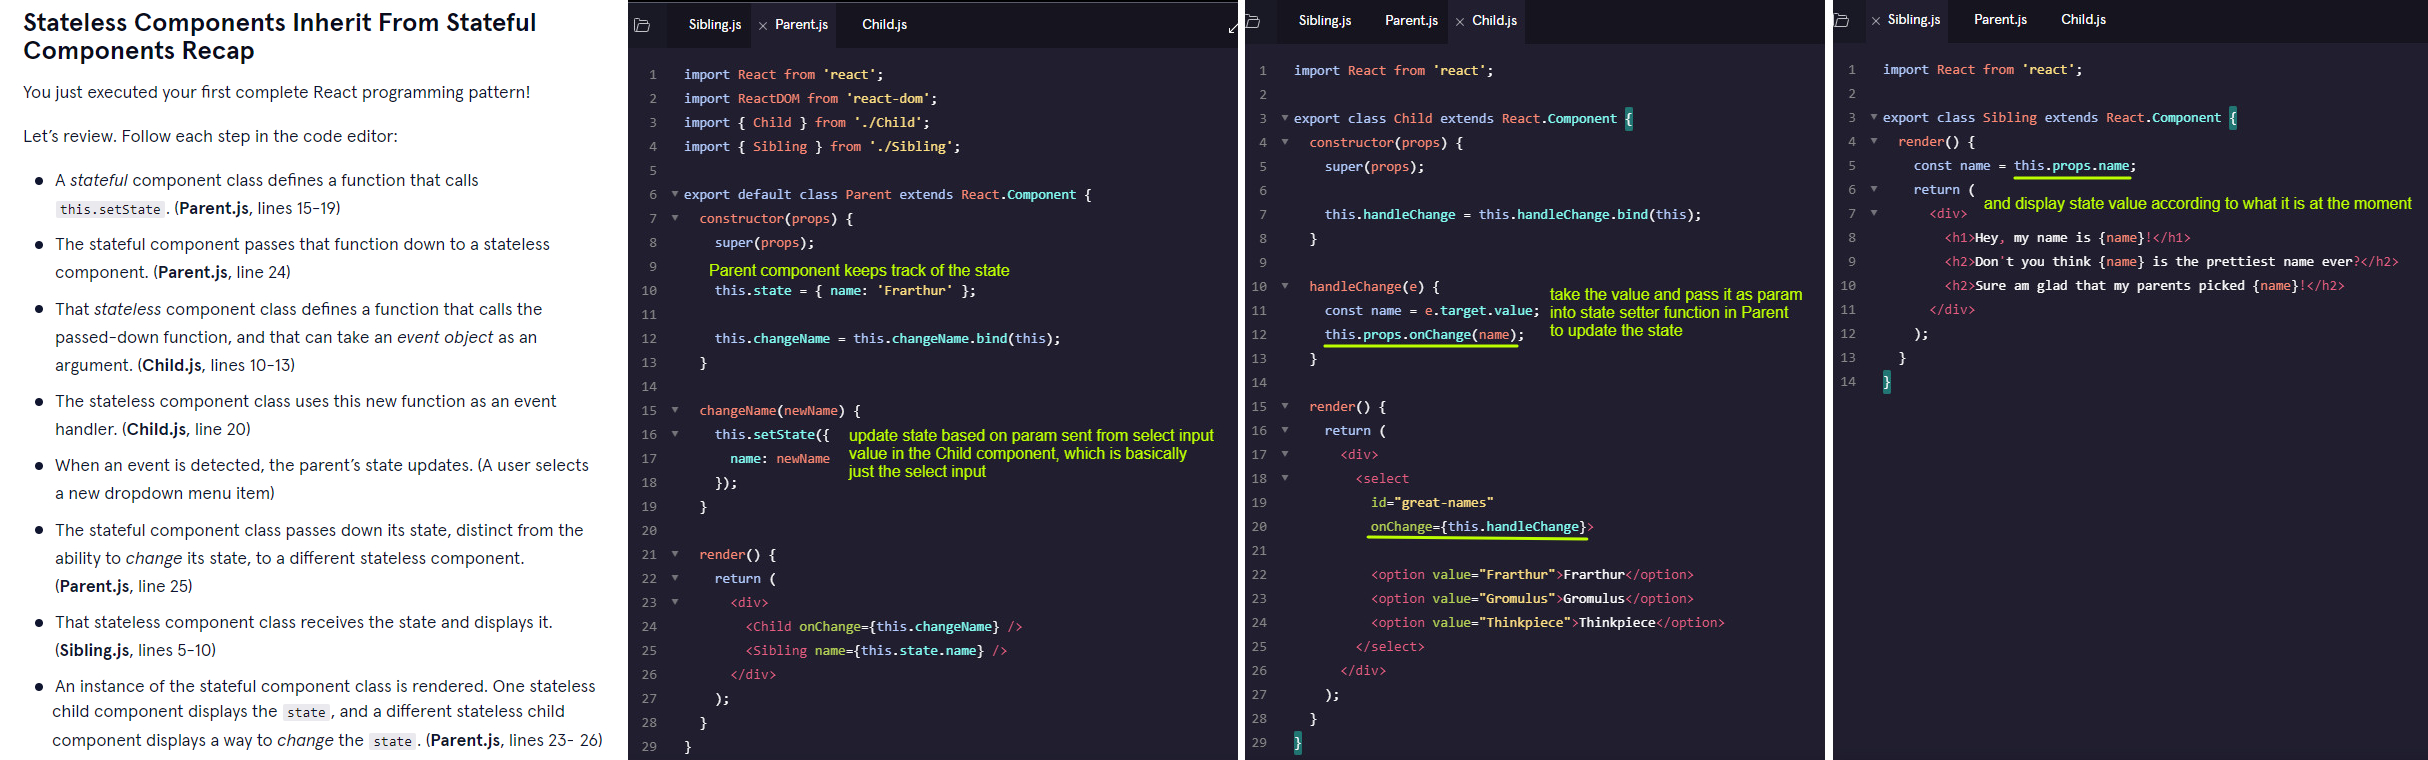 Stateless Components Inherit From Stateful
Components Recap
You just executed your first complete React programming pattern!
Let's review. Follow each step in the code editor:
A stateful component class defines a function that calls
this.setState. (Parent.js, lines 15-19)
The stateful component passes that function down to a stateless
component. (Parent.js, line 24)
That stateless component class defines a function that calls the
passed-down function, and that can take an event object as an
argument. (Child.js, lines 10-13)
The stateless component class uses this new function as an event
handler. (Child.js, line 20)
When an event is detected, the parent's state updates. (A user selects
a new dropdown menu item)
The stateful component class passes down its state, distinct from the
ability to change its state, to a different stateless component.
(Parent.js, line 25)
That stateless component class receives the state and displays it.
(Sibling.js, lines 5-10)
An instance of the stateful component class is rendered. One stateless
child component displays the state, and a different stateless child
component displays a way to change the state. (Parent.js, lines 23- 26)
Sibling.js × Parent.js Child.js
1 import React from 'react';
2 import ReactDOM from 'react-dom';
3 import { Child } from './Child';
4 import { Sibling } from './Sibling';
5
6 export default class Parent extends React.Component {
7 constructor(props) {
8 super(props);
9
Parent component keeps track of the state
10 this.state = { name: 'Frarthur' };
11
12 this.changeName = this.changeName.bind(this);
13 }
14
15 changeName(newName) {
16 this.setState({ update state based on param sent from select input
17 name: newName value in the Child component, which is basically
just the select input
18 });
19 }
20
21 render() {
22 return (
23 <div>
24 <Child onChange={this.changeName} />
25 <Sibling name={this.state.name} />
26 </div>
27 );
28 }
29 }
Sibling.js Parent.js × Child.js
1 import React from 'react';
2
3 export class Child extends React.Component {
4 constructor(props) {
5 super(props);
6
7 this.handleChange = this.handleChange.bind(this);
8 }
9
10 handleChange(e) {
take the value and pass it as param
11 const name = e.target.value; into state setter function in Parent
12 this.props.onChange(name); to update the state
13 }
14
15 render() {
16 return (
17 <div>
18 <select
19 id="great-names"
20 onChange={this.handleChange}>
21
22 <option value="Frarthur">Frarthur</option>
23 <option value="Gromulus">Gromulus</option>
24 <option value="Thinkpiece">Thinkpiece</option>
25 </select>
26 </div>
27 );
28 }
29 }
× Sibling.js Parent.js Child.js
1 import React from 'react';
2
3 export class Sibling extends React.Component {
4 render() {
5 const name = this.props.name;
6 return (
and display state value according to what it is at the moment
7 <div>
8 <h1>Hey, my name is {name}!</h1>
9 <h2>Don't you think {name} is the prettiest name ever?</h2>
10 <h2>Sure am glad that my parents picked {name}!</h2>
11 </div>
12 );
13 }
14 }